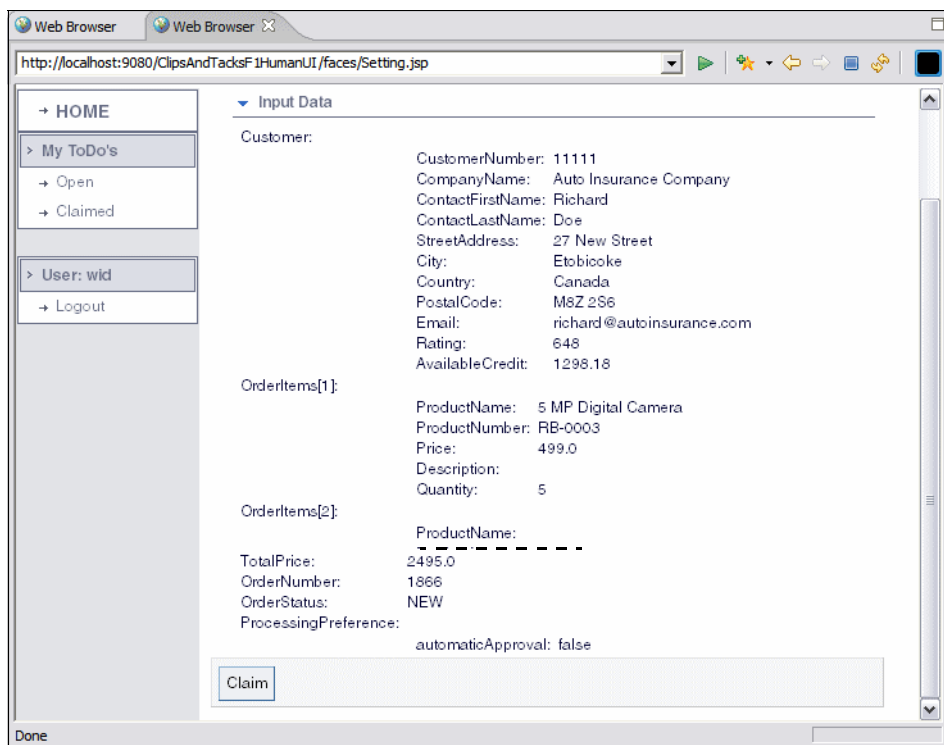 Web Browser
Web Browser
http://localhost:9080/ClipsAndTacksF1HumanUI/faces/Setting.jsp
HOME
My ToDo's
Open
Claimed
User: wid
Logout
Input Data
Customer:
CustomerNumber: 11111
CompanyName: Auto Insurance Company
ContactFirstName: Richard
ContactLastName: Doe
StreetAddress: 27 New Street
City: Etobicoke
Country: Canada
PostalCode: M8Z 2S6
Email: richard@autoinsurance.com
Rating: 648
AvailableCredit: 1298.18
OrderItems[1]:
ProductName: 5 MP Digital Camera
ProductNumber: RB-0003
Price: 499.0
Description:
Quantity: 5
OrderItems[2]:
ProductName:
TotalPrice: 2495.0
OrderNumber: 1866
OrderStatus: NEW
ProcessingPreference:
automaticApproval: false
Claim
Done